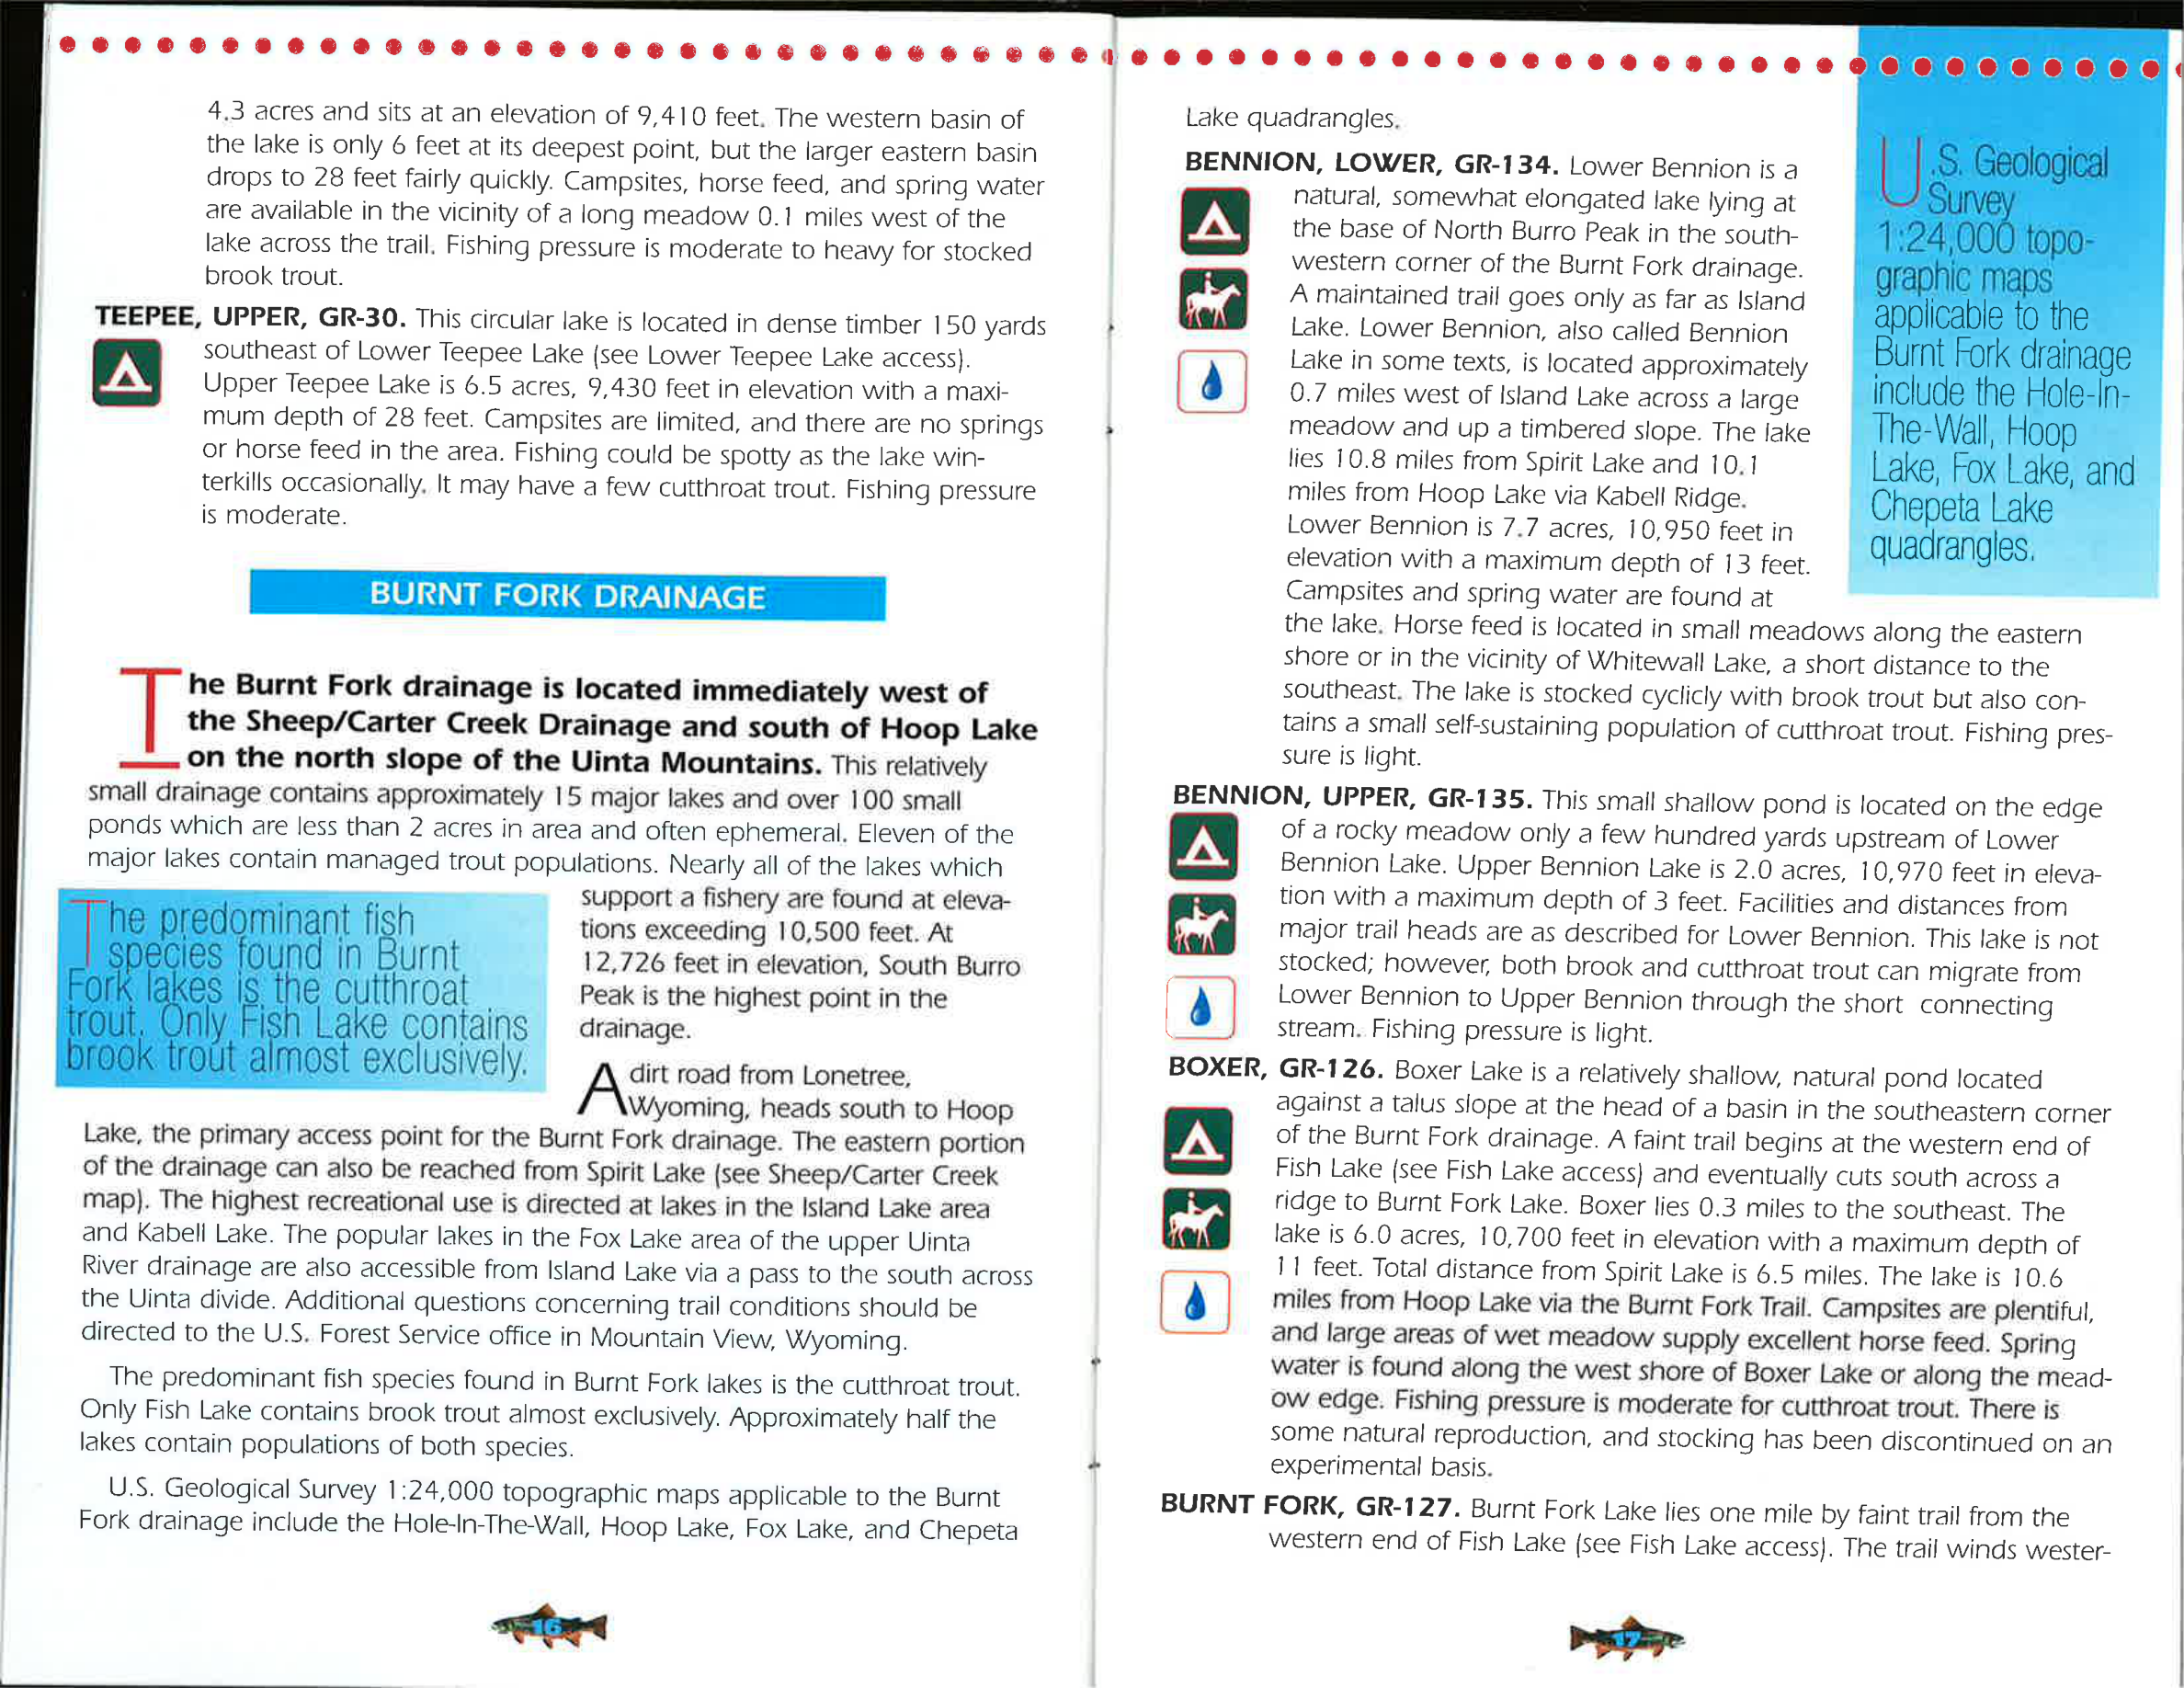 4.3 acres and sits at an elevation of 9,410 feet. The western basin of
the lake is only 6 feet at its deepest point, but the larger eastern basin
drops to 28 feet fairly quickly. Campsites, horse feed, and spring water
are available in the vicinity of a long meadow 0.1 miles west of the
lake across the trail. Fishing pressure is moderate to heavy for stocked
brook trout.
TEEPEE, UPPER, GR-30. This circular lake is located in dense timber 150 yards
southeast of Lower Teepee Lake (see Lower Teepee Lake access).
Upper Teepee Lake is 6.5 acres, 9,430 feet in elevation with a maxi-
mum depth of 28 feet. Campsites are limited, and there are no springs
or horse feed in the area. Fishing could be spotty as the lake win-
terkills occasionally. It may have a few cutthroat trout. Fishing pressure
is moderate.
BURNT FORK DRAINAGE
The Burnt Fork drainage is located immediately west of
the Sheep/Carter Creek Drainage and south of Hoop Lake
on the north slope of the Uinta Mountains. This relatively
small drainage contains approximately 15 major lakes and over 100 small
ponds which are less than 2 acres in area and often ephemeral. Eleven of the
major lakes contain managed trout populations. Nearly all of the lakes which
support a fishery are found at eleva-
tions exceeding 10,500 feet. At
12,726 feet in elevation, South Burro
Peak is the highest point in the
drainage.
The predominant fish
species found in Burnt
Fork lakes is the cutthroat
trout. Only Fish Lake contains
brook trout almost exclusively.
A dirt road from Lonetree,
Wyoming, heads south to Hoop
Lake, the primary access point for the Burnt Fork drainage. The eastern portion
of the drainage can also be reached from Spirit Lake (see Sheep/Carter Creek
map). The highest recreational use is directed at lakes in the Island Lake area
and Kabell Lake. The popular lakes in the Fox Lake area of the upper Uinta
River drainage are also accessible from Island Lake via a pass to the south across
the Uinta divide. Additional questions concerning trail conditions should be
directed to the U.S. Forest Service office in Mountain View, Wyoming.
The predominant fish species found in Burnt Fork lakes is the cutthroat trout.
Only Fish Lake contains brook trout almost exclusively. Approximately half the
lakes contain populations of both species.
U.S. Geological Survey 1:24,000 topographic maps applicable to the Burnt
Fork drainage include the Hole-In-The-Wall, Hoop Lake, Fox Lake, and Chepeta
16
Lake quadrangles.
BENNION, LOWER, GR-134. Lower Bennion is a
natural, somewhat elongated lake lying at
the base of North Burro Peak in the south-
western corner of the Burnt Fork drainage.
A maintained trail goes only as far as Island
Lake. Lower Bennion, also called Bennion
Lake in some texts, is located approximately
0.7 miles west of Island Lake across a large
meadow and up a timbered slope. The lake
lies 10.8 miles from Spirit Lake and 10.1
miles from Hoop Lake via Kabell Ridge.
Lower Bennion is 7.7 acres, 10,950 feet in
elevation with a maximum depth of 13 feet.
Campsites and spring water are found at
the lake. Horse feed is located in small meadows along the eastern
shore or in the vicinity of Whitewall Lake, a short distance to the
southeast. The lake is stocked cyclicly with brook trout but also con-
tains a small self-sustaining population of cutthroat trout. Fishing pres-
sure is light.
U.S. Geological
Survey
1:24,000 topo-
graphic maps
applicable to the
Burnt Fork drainage
include the Hole-In-
The-Wall, Hoop
Lake, Fox Lake, and
Chepeta Lake
quadrangles.
BENNION, UPPER, GR-135. This small shallow pond is located on the edge
of a rocky meadow only a few hundred yards upstream of Lower
Bennion Lake. Upper Bennion Lake is 2.0 acres, 10,970 feet in eleva-
tion with a maximum depth of 3 feet. Facilities and distances from
major trail heads are as described for Lower Bennion. This lake is not
stocked; however, both brook and cutthroat trout can migrate from
Lower Bennion to Upper Bennion through the short connecting
stream. Fishing pressure is light.
BOXER, GR-126. Boxer Lake is a relatively shallow, natural pond located
against a talus slope at the head of a basin in the southeastern corner
of the Burnt Fork drainage. A faint trail begins at the western end of
Fish Lake (see Fish Lake access) and eventually cuts south across a
ridge to Burnt Fork Lake. Boxer lies 0.3 miles to the southeast. The
lake is 6.0 acres, 10,700 feet in elevation with a maximum depth of
11 feet. Total distance from Spirit Lake is 6.5 miles. The lake is 10.6
miles from Hoop Lake via the Burnt Fork Trail. Campsites are plentiful,
and large areas of wet meadow supply excellent horse feed. Spring
water is found along the west shore of Boxer Lake or along the mead-
ow edge. Fishing pressure is moderate for cutthroat trout. There is
some natural reproduction, and stocking has been discontinued on an
experimental basis.
BURNT FORK, GR-127. Burnt Fork Lake lies one mile by faint trail from the
western end of Fish Lake (see Fish Lake access). The trail winds wester-
17